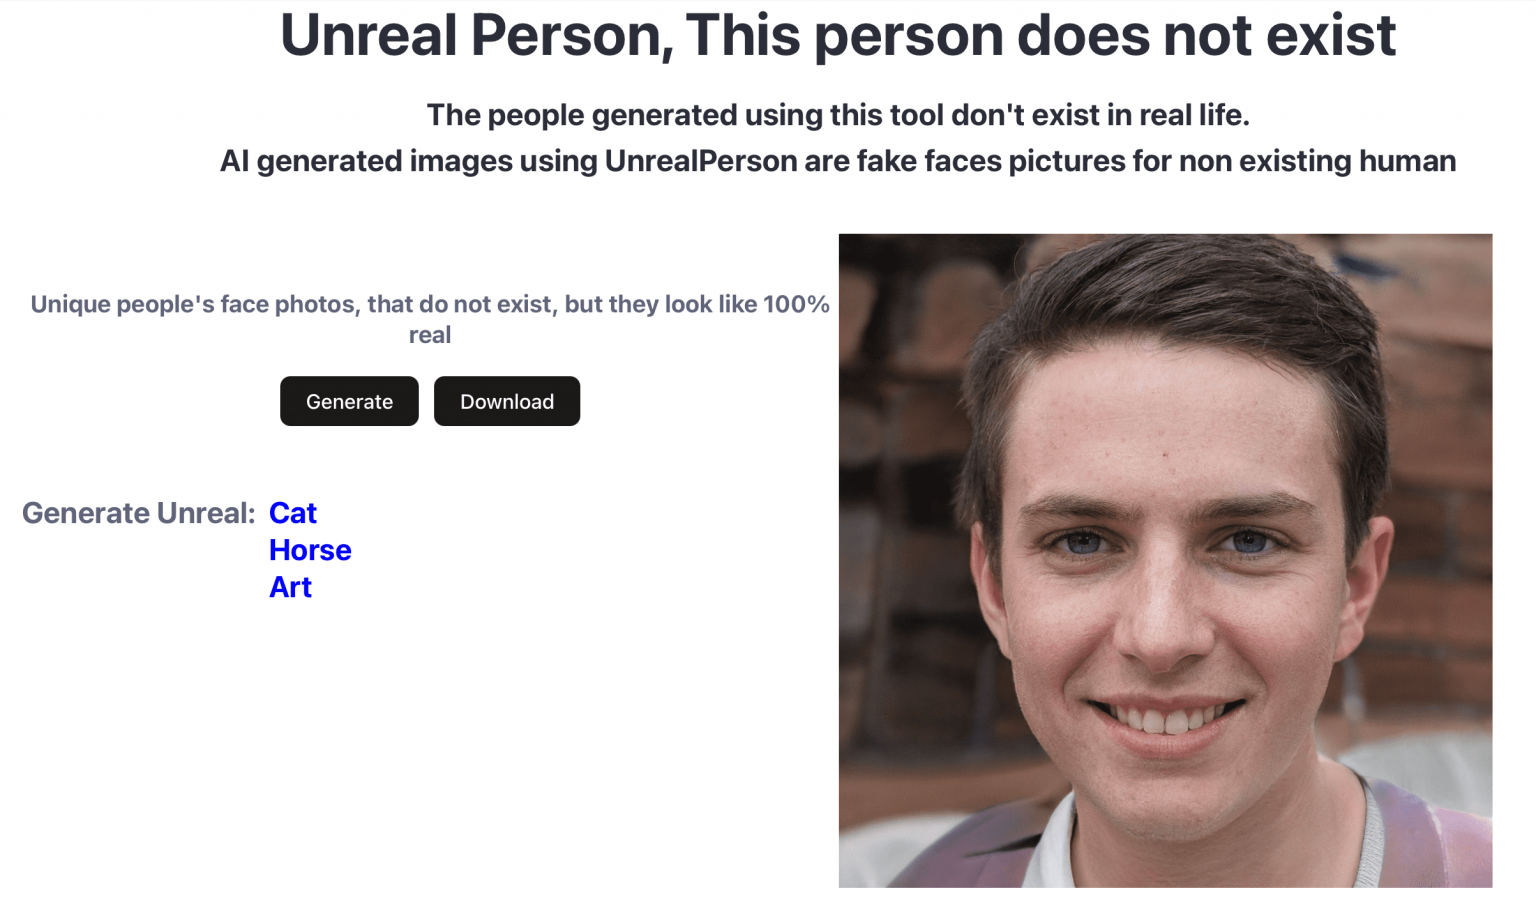 Unreal Person, This person does not exist
The people generated using this tool don't exist in real life.
AI generated images using UnrealPerson are fake faces pictures for non existing human
Unique people's face photos, that do not exist, but they look like 100%
real
Generate Download
Generate Unreal: Cat
Horse
Art